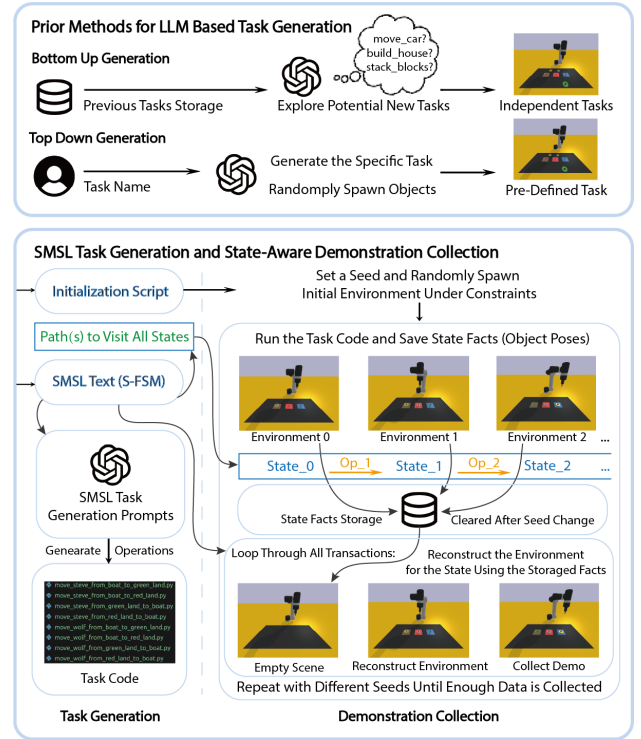 Prior Methods for LLM Based Task Generation
Bottom Up Generation
move_car?
build_house?
stack_blocks?
Previous Tasks Storage
Explore Potential New Tasks
Independent Tasks
Top Down Generation
Task Name
Generate the Specific Task
Randomply Spawn Objects
Pre-Defined Task
SMSL Task Generation and State-Aware Demonstration Collection
Initialization Script
Set a Seed and Randomly Spawn
Initial Environment Under Constraints
Path(s) to Visit All States
SMSL Text (S-FSM)
SMSL Task
Generation Prompts
Genearate
Operations
move_steve_from_boat_to_green_land.py
move_steve_from_boat_to_red_land.py
move_steve_from_green_land_to_boat.py
move_steve_from_red_land_to_boat.py
move_wolf_from_boat_to_green_land.py
move_wolf_from_boat_to_red_land.py
move_wolf_from_green_land_to_boat.py
move_wolf_from_red_land_to_boat.py
Task Code
Task Generation
Run the Task Code and Save State Facts (Object Poses)
Environment 0
Environment 1
Environment 2
...
State_0
Op_1
State_1
Op_2
State_2
...
State Facts Storage
Cleared After Seed Change
Loop Through All Transactions:
Reconstruct the Environment
for the State Using the Storaged Facts
Empty Scene
Reconstruct Environment
Collect Demo
Repeat with Different Seeds Until Enough Data is Collected
Demonstration Collection